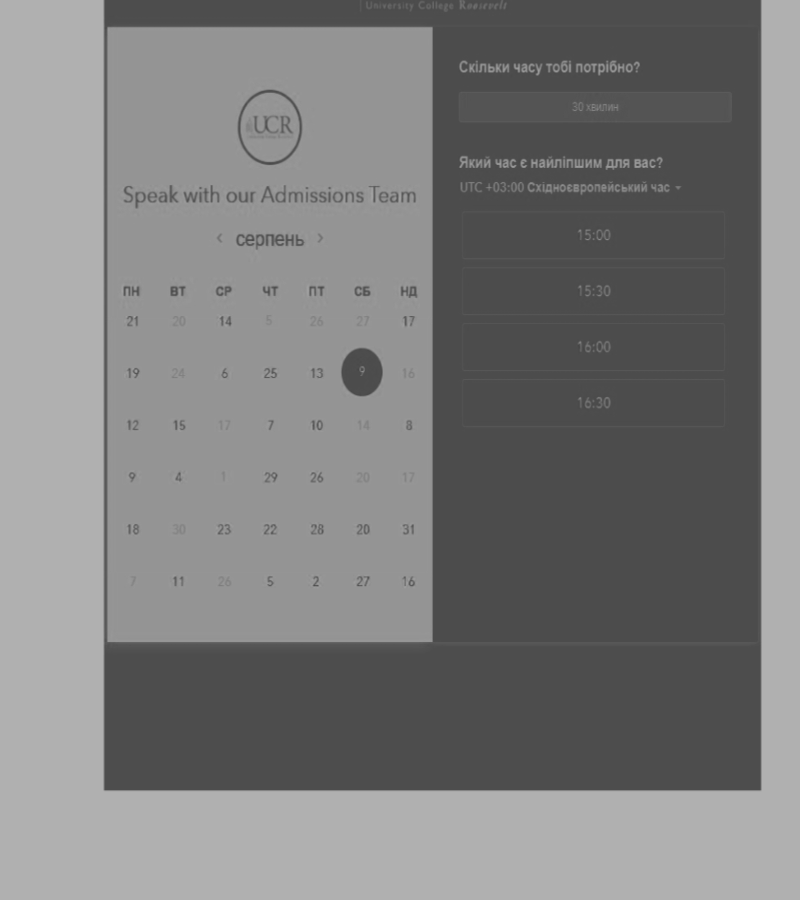 University College Roosevelt
UCR
Speak with our Admissions Team
‹ серпень ›
ПН ВТ СР ЧТ ПТ СБ НД
21 20 14 5 26 27 17
19 24 6 25 13 9 16
12 15 17 7 10 14 8
9 4 1 29 26 20 17
18 30 23 22 28 20 31
7 11 26 5 2 27 16
Скільки часу тобі потрібно?
30 хвилин
Який час є найліпшим для вас?
UTC +03:00 Східноєвропейський час
15:00
15:30
16:00
16:30